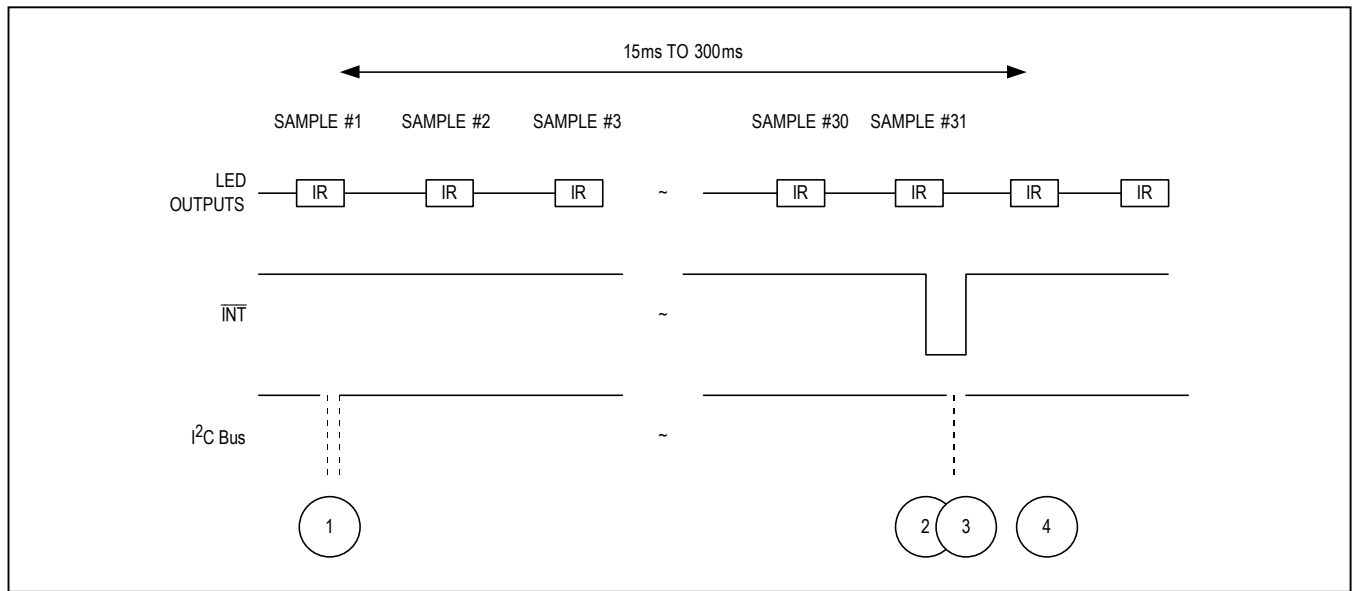 15ms TO 300ms
SAMPLE #1 SAMPLE #2 SAMPLE #3 SAMPLE #30 SAMPLE #31
LED
OUTPUTS
IR IR IR ~ IR IR IR IR
INT
~
I2C Bus
~
1 2 3 4